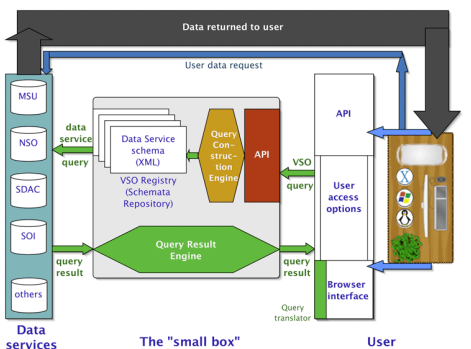 Data returned to user
User data request
MSU
NSO
SDAC
SOI
others
data
service
query
Data Service
schema
(XML)
VSO Registry
(Schemata
Repository)
Query
Con-
struc-
tion
Engine
API
VSO
query
API
User
access
options
Query Result
Engine
query
result
query
result
Browser
interface
Query
translator
X
Data
services
The "small box"
User